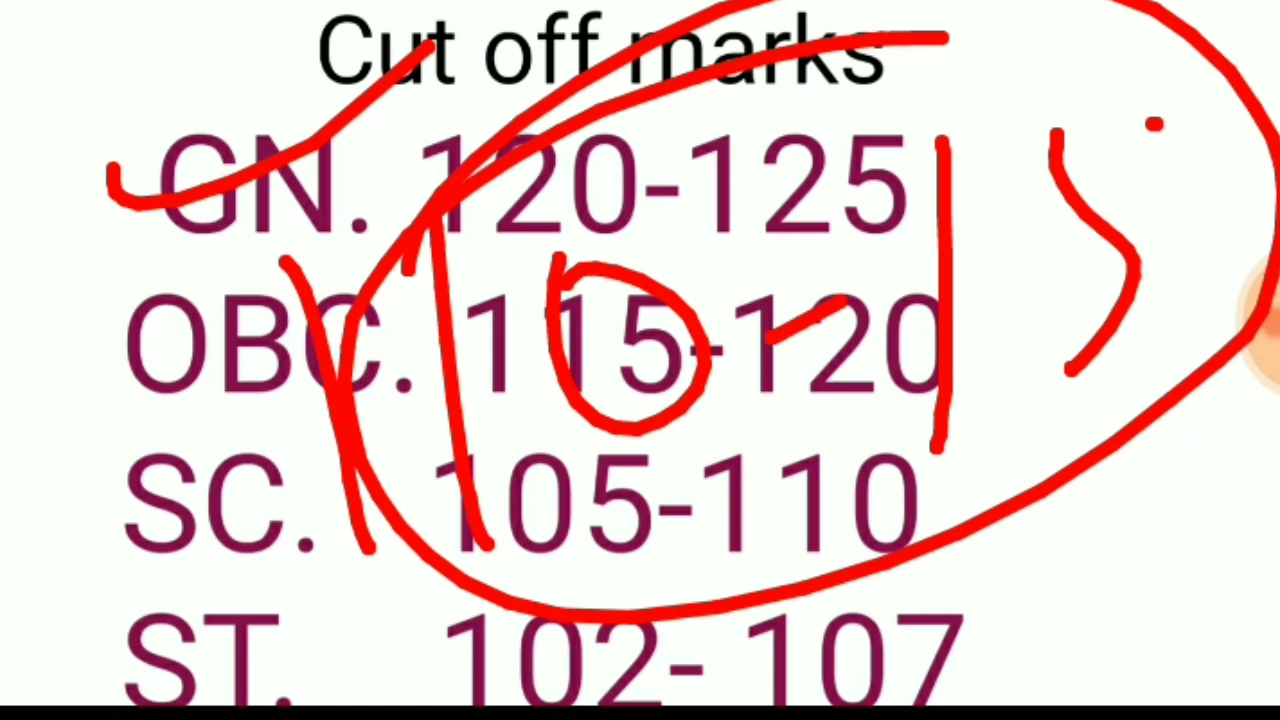 Cut off marks
GN. 120-125
OBC. 115-120
SC. 105-110
ST. 102- 107